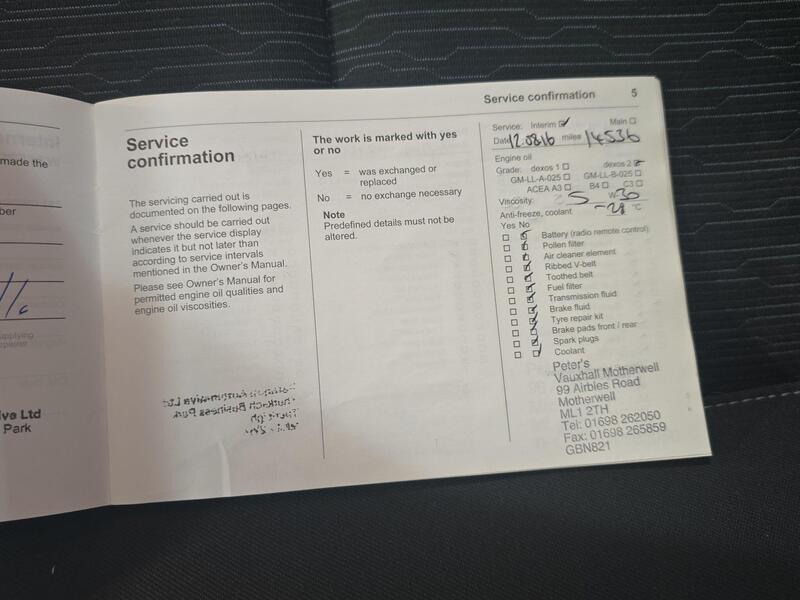 made the
ber
supplying
epairer
ive Ltd
Park
Service confirmation 5
Service
confirmation
The servicing carried out is
documented on the following pages.
A service should be carried out
whenever the service display
indicates it but not later than
according to service intervals
mentioned in the Owner's Manual.
Please see Owner's Manual for
permitted engine oil qualities and
engine oil viscosities.
The work is marked with yes
or no
Yes = was exchanged or
replaced
No = no exchange necessary
Note
Predefined details must not be
altered.
Service: Interim Main
Date 12.08.16 miles 14536
Engine oil
Grade: dexos 1 dexos 2
GM-LL-A-025 GM-LL-B-025
ACEA A3 B4 C3
Viscosity: 5 W- 30
Anti-freeze, coolant -28 °C
Yes No
Battery (radio remote control)
Pollen filter
Air cleaner element
Ribbed V-belt
Toothed belt
Fuel filter
Transmission fluid
Brake fluid
Tyre repair kit
Brake pads front / rear
Spark plugs
Coolant
Peter's
Vauxhall Motherwell
99 Airbles Road
Motherwell
ML1 2TH
Tel: 01698 262050
Fax: 01698 265859
GBN821